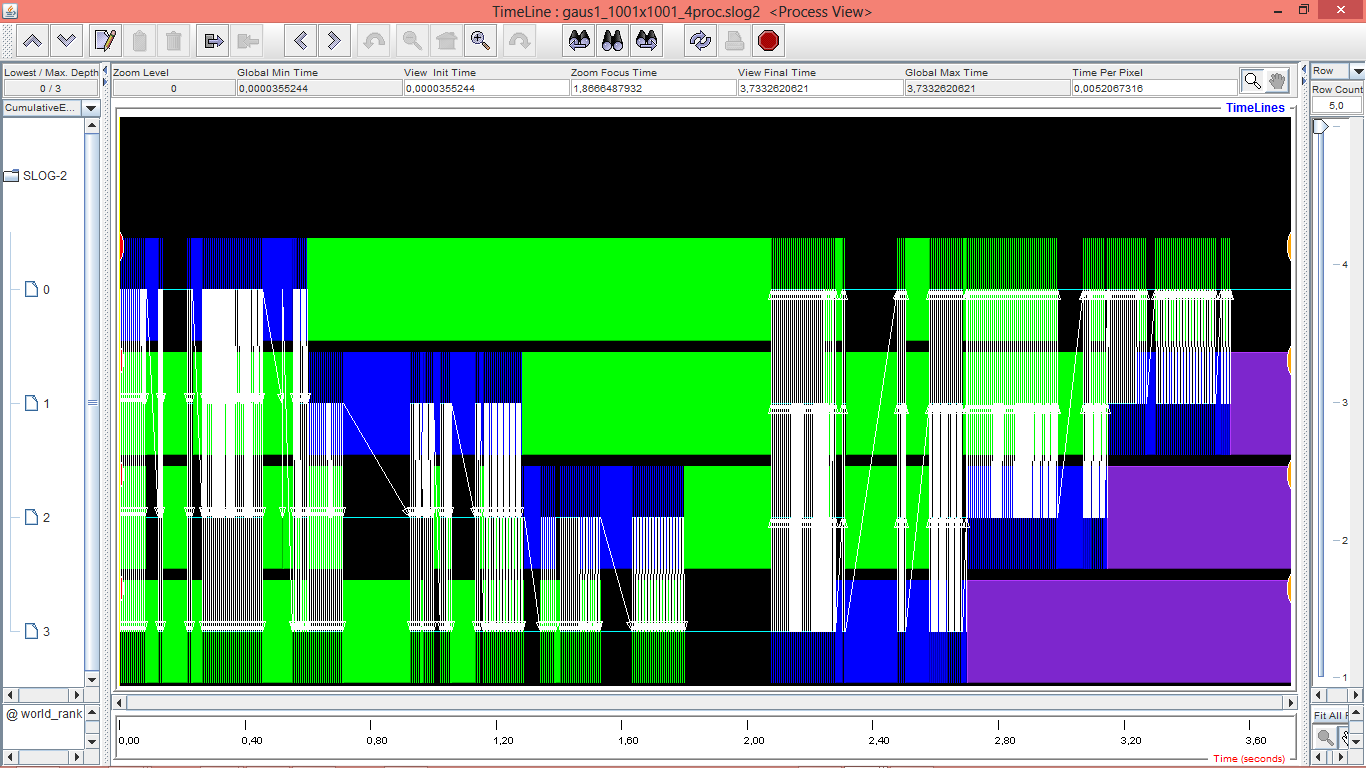 TimeLine : gaus1_1001x1001_4proc.slog2 <Process View>
Lowest / Max. Depth
0 / 3
CumulativeE...
Zoom Level
0
Global Min Time
0,0000355244
View Init Time
0,0000355244
Zoom Focus Time
1,8666487932
View Final Time
3,7332620621
Global Max Time
3,7332620621
Time Per Pixel
0,0052067316
Row
Row Count
5,0
TimeLines
SLOG-2
0
1
2
3
4
3
2
1
@ world_rank
Fit All R
0,00 0,40 0,80 1,20 1,60 2,00 2,40 2,80 3,20 3,60
Time (seconds)